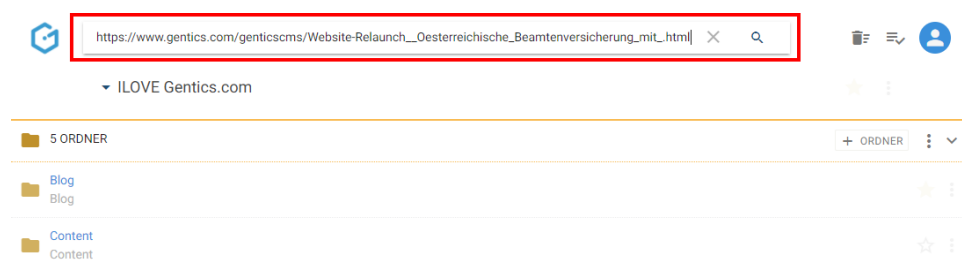 https://www.gentics.com/genticscms/Website-Relaunch__Oesterreichische_Beamtenversicherung_mit_.html
ILOVE Gentics.com
5 ORDNER
+ ORDNER
Blog
Blog
Content
Content